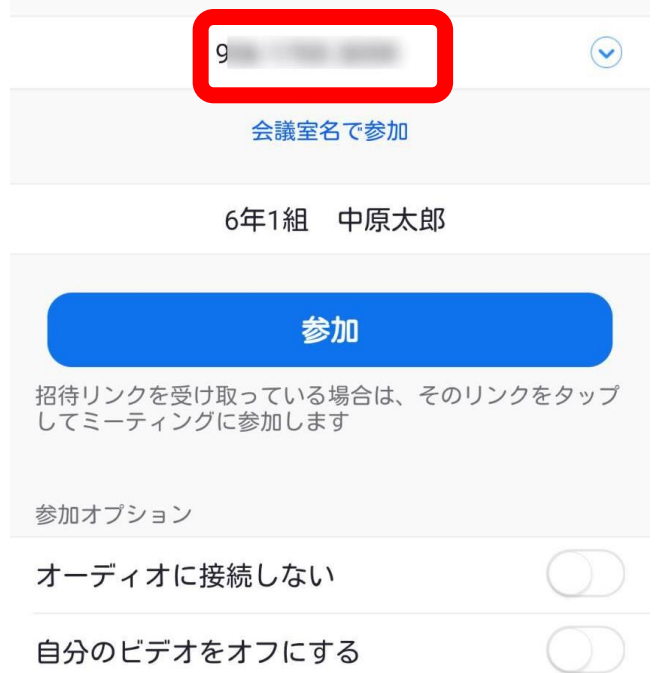 9
会議室名で参加
6年1組　中原太郎
参加
招待リンクを受け取っている場合は、そのリンクをタップ
してミーティングに参加します
参加オプション
オーディオに接続しない
自分のビデオをオフにする